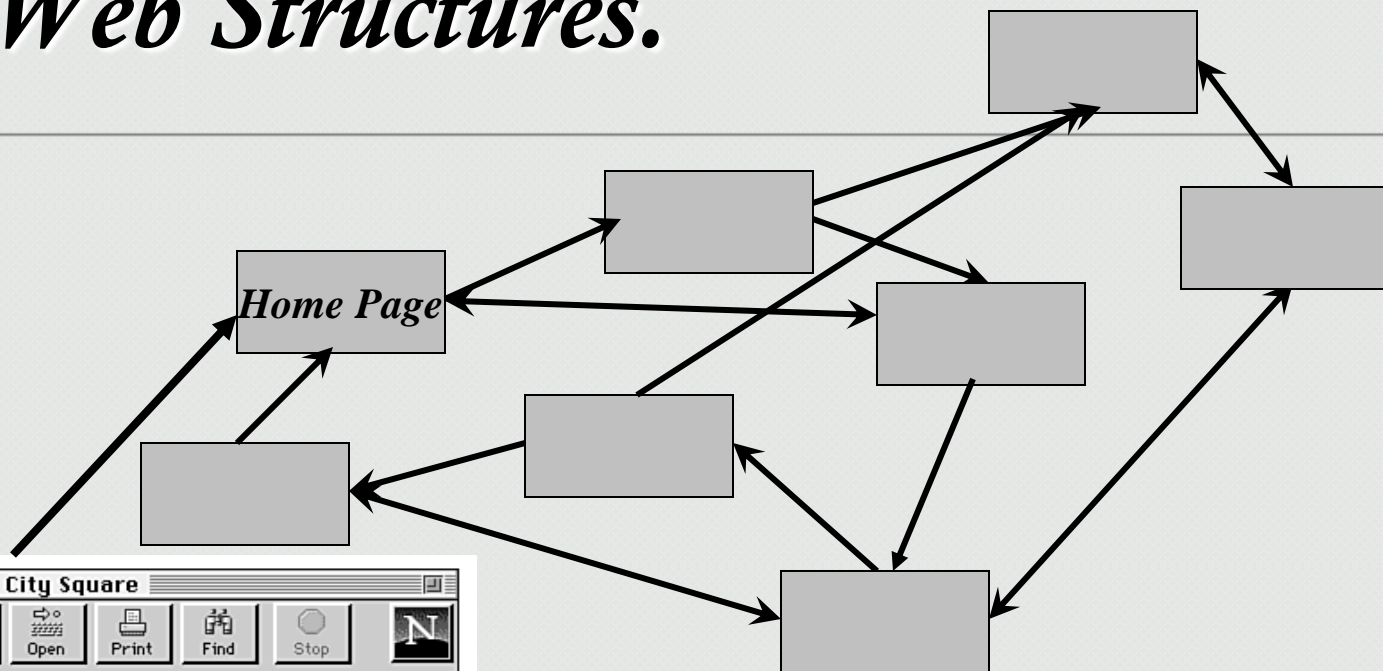 Web Structures.
Home Page
City Square
Open Print Find Stop
N